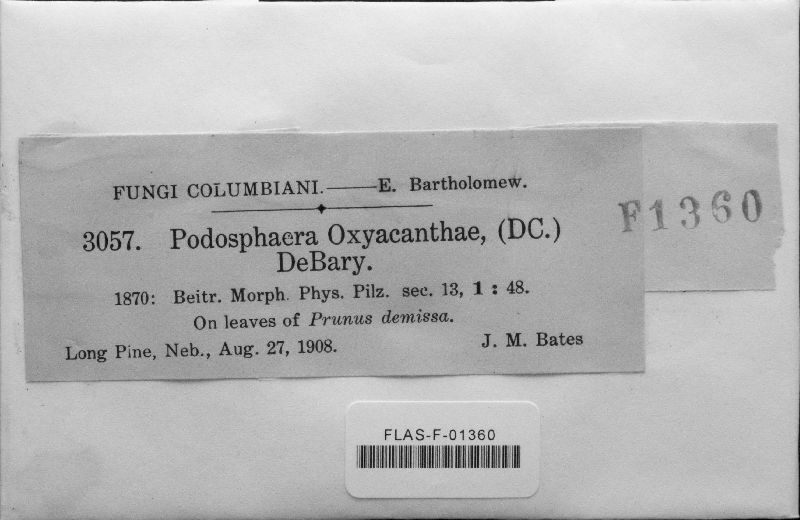 FUNGI COLUMBIANI.——E. Bartholomew.
3057. Podosphaera Oxyacanthae, (DC.)
DeBary.
1870: Beitr. Morph. Phys. Pilz. sec. 13, 1 : 48.
On leaves of Prunus demissa.
Long Pine, Neb., Aug. 27, 1908. J. M. Bates
F1360
FLAS-F-01360